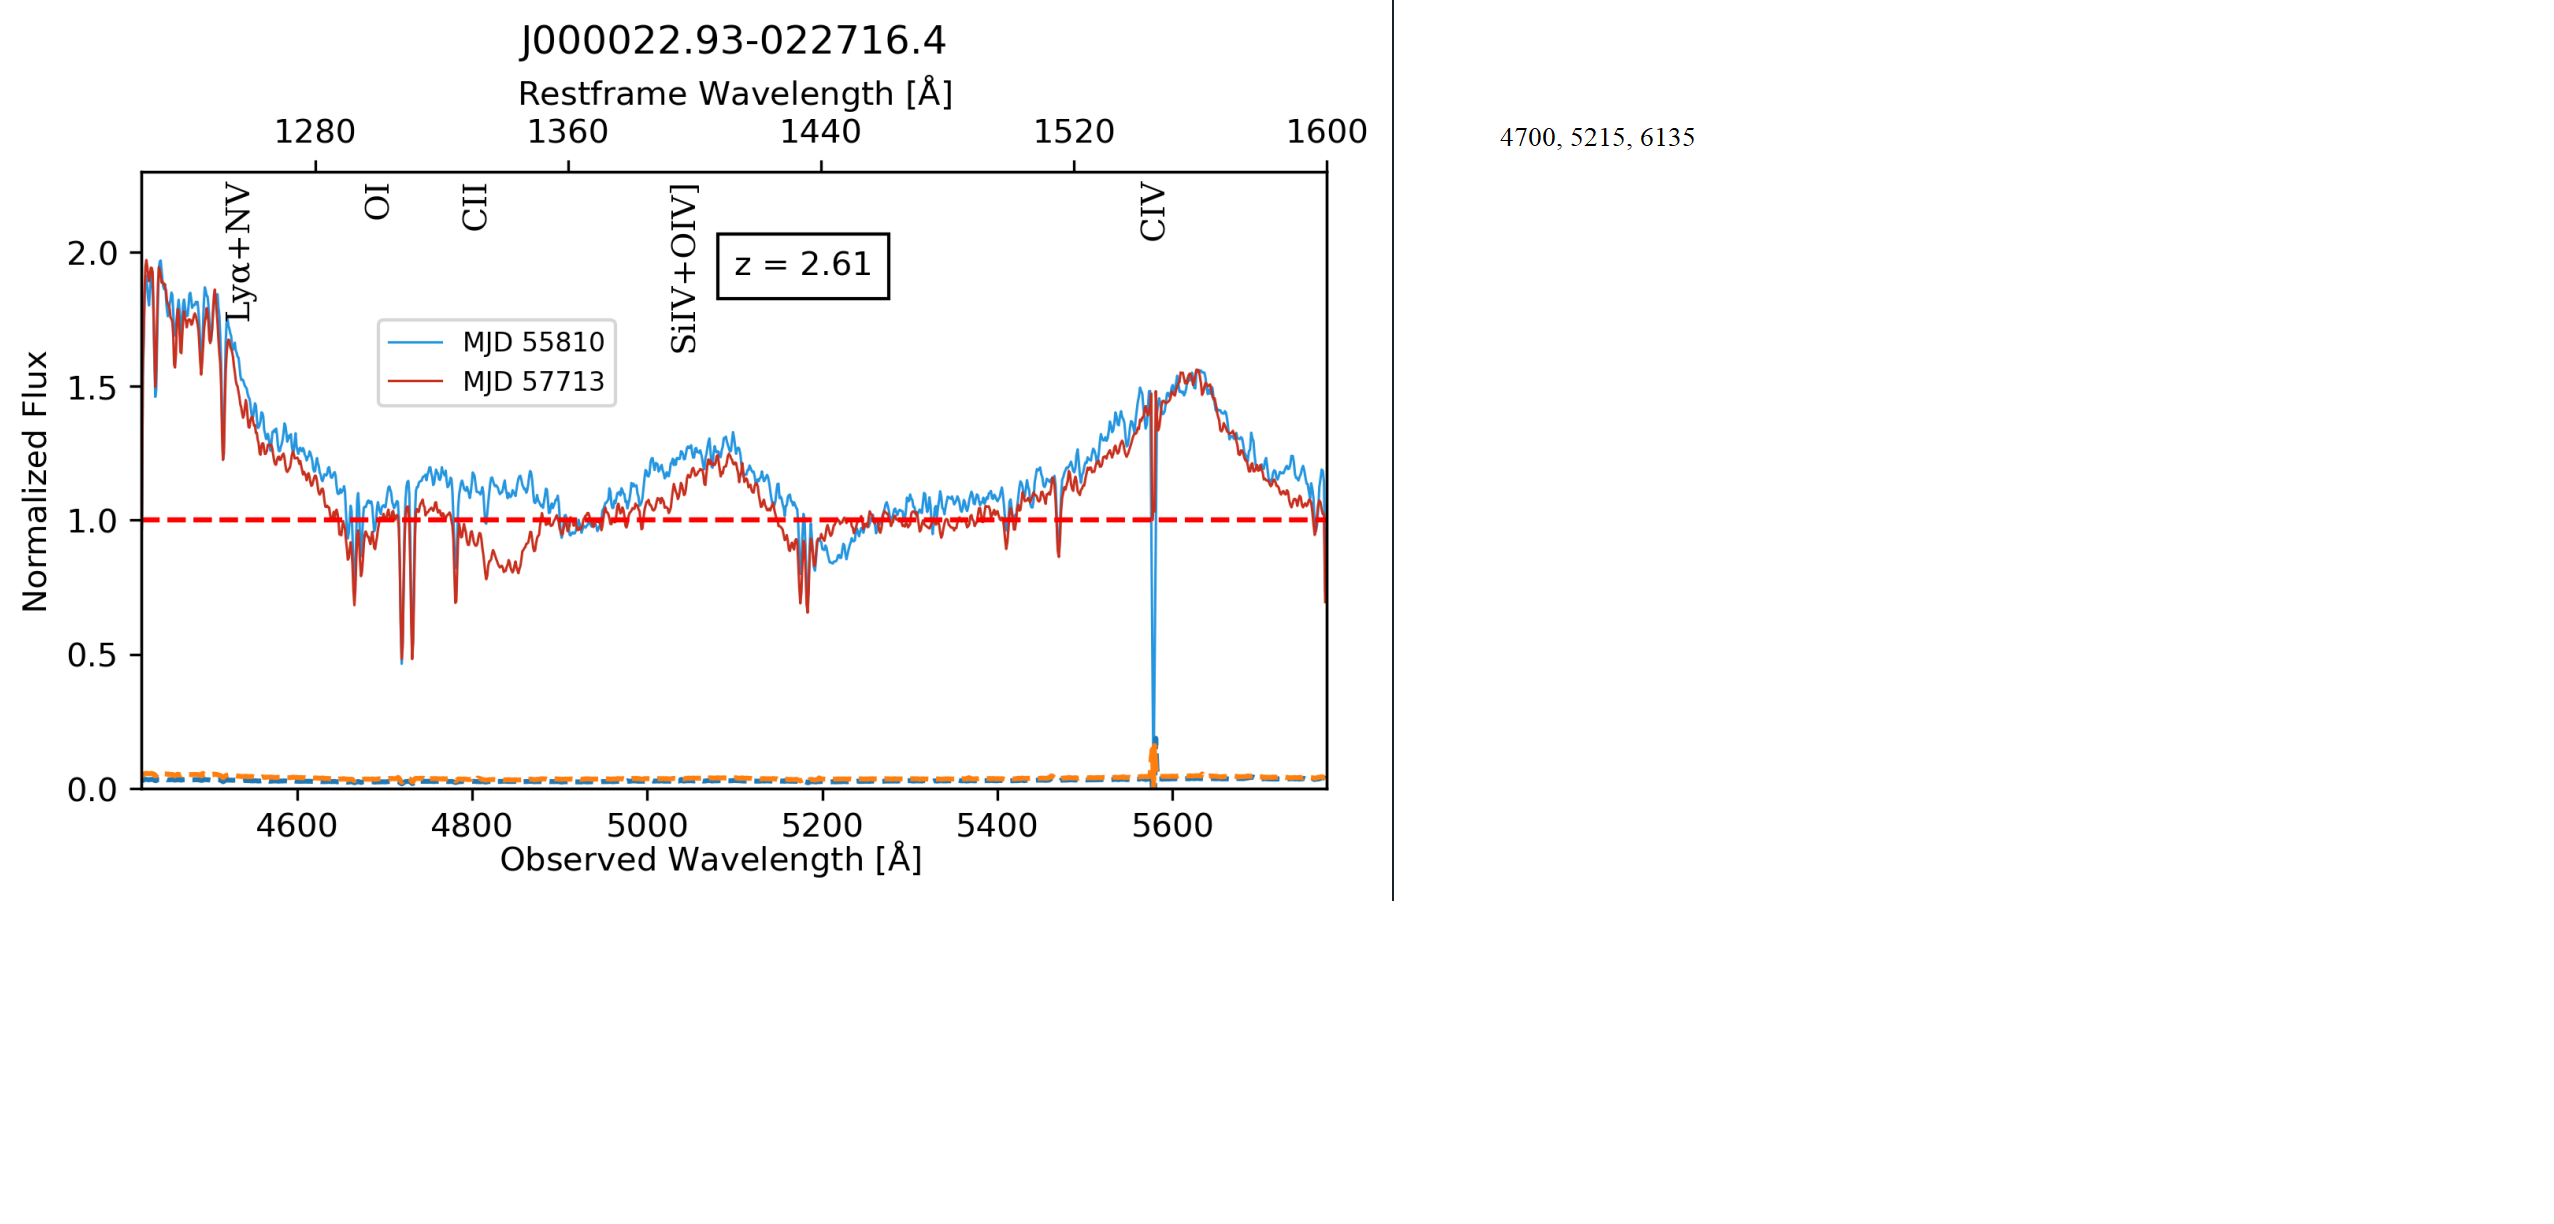 J000022.93-022716.4
Restframe Wavelength [Å]
1280 1360 1440 1520 1600
4700, 5215, 6135
Lyα+NV
OI
CII
SiIV+OIV]
CIV
z = 2.61
MJD 55810
MJD 57713
Normalized Flux
2.0
1.5
1.0
0.5
0.0
4600 4800 5000 5200 5400 5600
Observed Wavelength [Å]